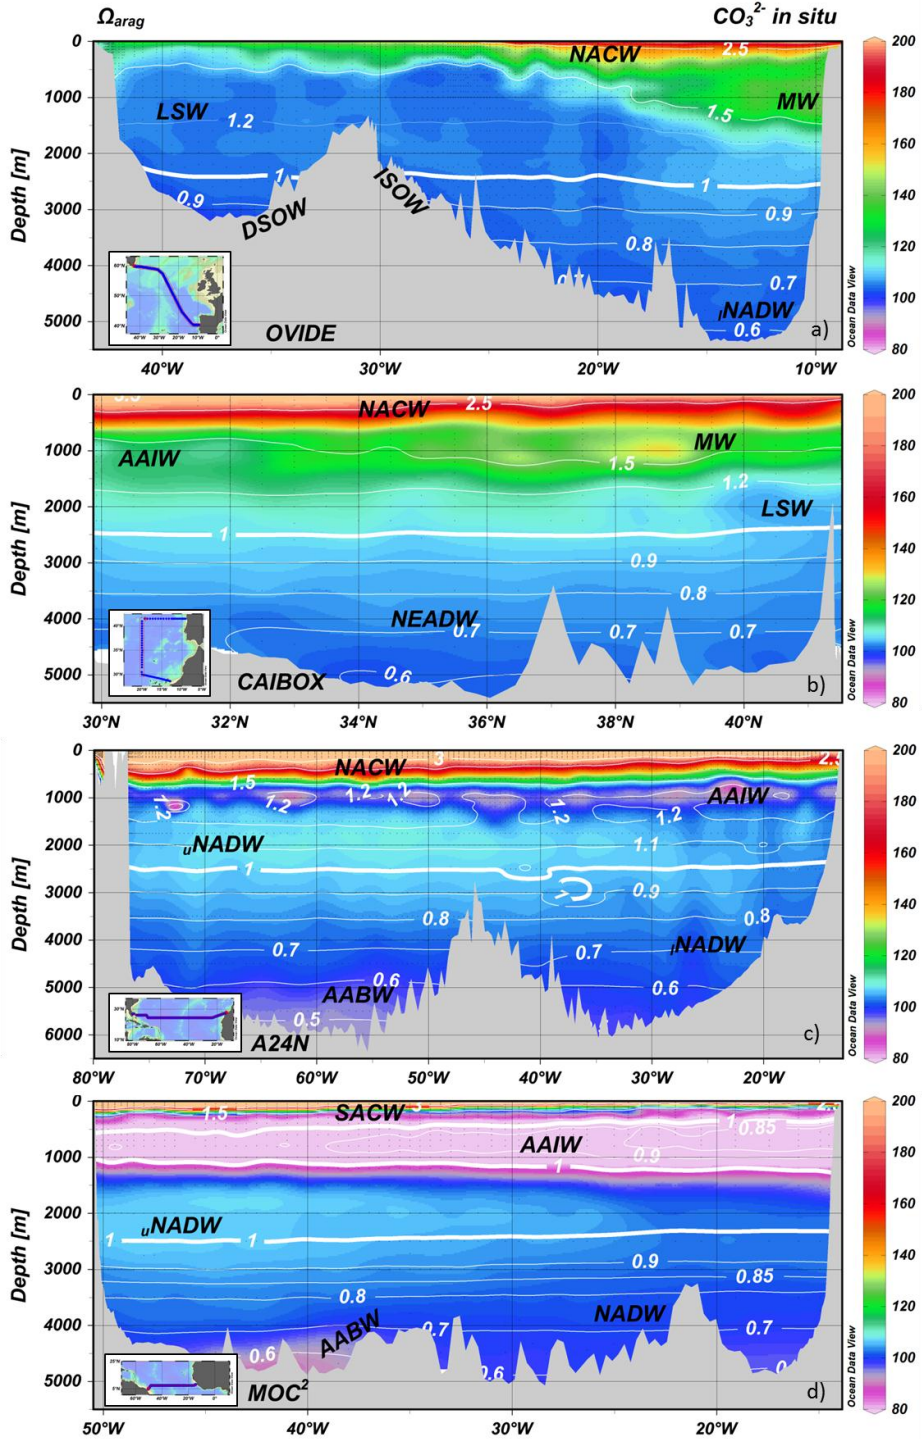 Ωarag CO₃²⁻ in situ
0
1000
2000
3000
4000
5000
Depth [m]
NACW
2.5
MW
LSW
1.2
1.5
1
1
0.9
DSOW
ISOW
0.9
0.8
0.7
0.7
lNADW
0.6
OVIDE
a)
40°W 30°W 20°W 10°W
200
180
160
140
120
100
80
Ocean Data View
0
1000
2000
3000
4000
5000
Depth [m]
3.5
NACW
2.5
AAIW
MW
1.5
1.2
LSW
1
0.9
0.8
NEADW
0.7
0.7
0.7
0.6
CAIBOX
b)
30°N 32°N 34°N 36°N 38°N 40°N
200
180
160
140
120
100
80
Ocean Data View
0
1000
2000
3000
4000
5000
6000
Depth [m]
NACW
3
1.5
1.2
1.2
1.2
1.2
1.2
1.2
AAIW
uNADW
1.1
1
1
0.9
0.8
0.8
0.7
0.7
lNADW
0.6
0.6
AABW
0.5
A24N
c)
80°W 70°W 60°W 50°W 40°W 30°W 20°W
200
180
160
140
120
100
80
Ocean Data View
0
1000
2000
3000
4000
5000
Depth [m]
1.5
SACW
3
1
0.85
AAIW
0.9
1
uNADW
1
1
0.9
0.85
0.8
NADW
AABW
0.7
0.7
0.6
0.6
MOC²
d)
50°W 40°W 30°W 20°W
200
180
160
140
120
100
80
Ocean Data View